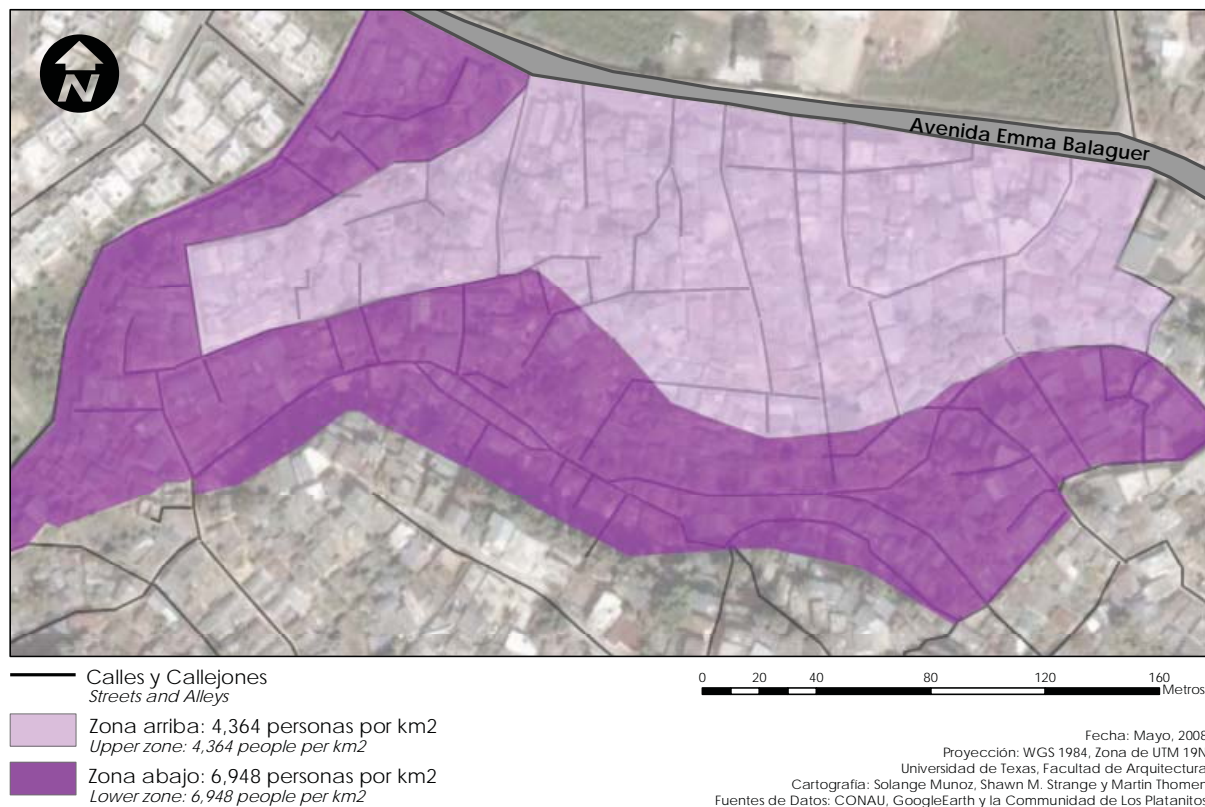 N
Avenida Emma Balaguer
Calles y Callejones
Streets and Alleys
Zona arriba: 4,364 personas por km2
Upper zone: 4,364 people per km2
Zona abajo: 6,948 personas por km2
Lower zone: 6,948 people per km2
0 20 40 80 120 160
Metros
Fecha: Mayo, 2008
Proyección: WGS 1984, Zona de UTM 19N
Universidad de Texas, Facultad de Arquitectura
Cartografía: Solange Munoz, Shawn M. Strange y Martin Thomen
Fuentes de Datos: CONAU, GoogleEarth y la Communidad de Los Platanitos